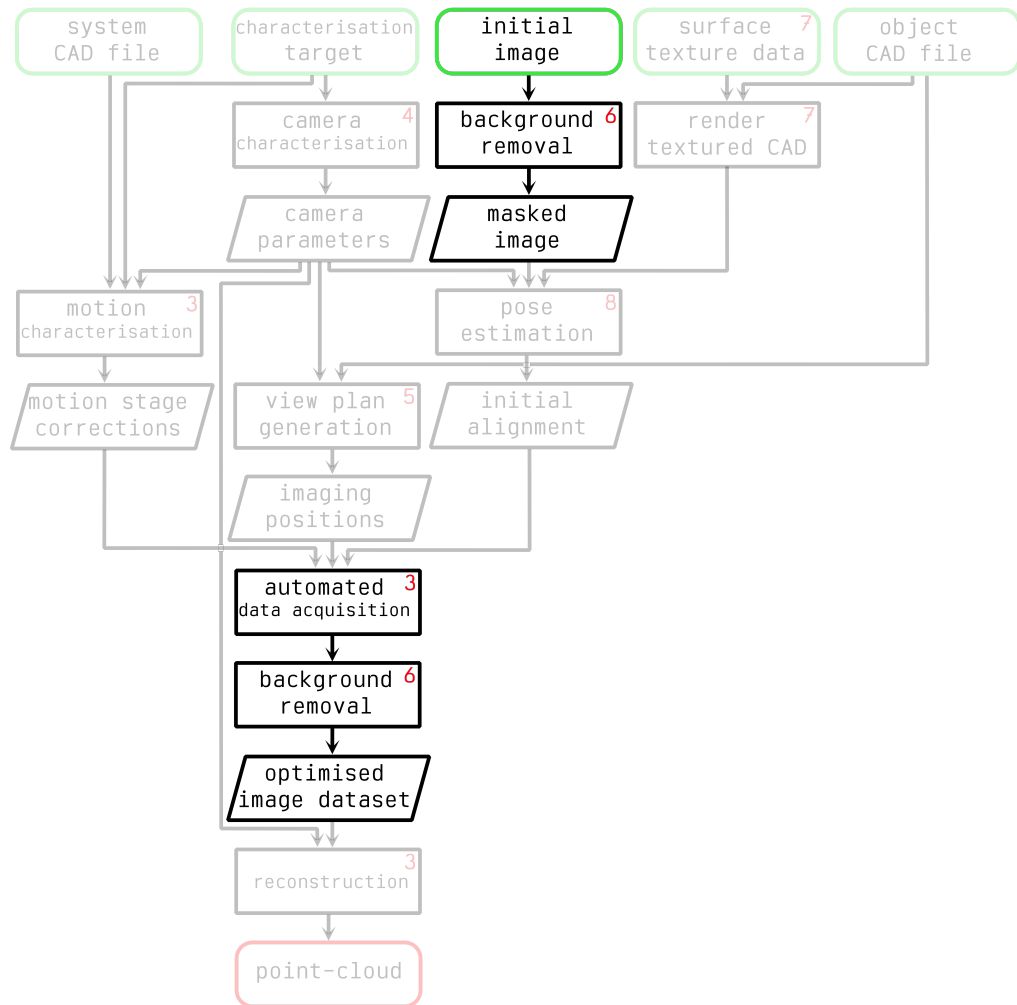 system
CAD file
characterisation
target
initial
image
surface 7
texture data
object
CAD file
camera 4
characterisation
background 6
removal
render 7
textured CAD
camera
parameters
masked
image
motion 3
characterisation
pose 8
estimation
motion stage
corrections
view plan 5
generation
initial
alignment
imaging
positions
automated 3
data acquisition
background 6
removal
optimised
image dataset
3
reconstruction
point-cloud